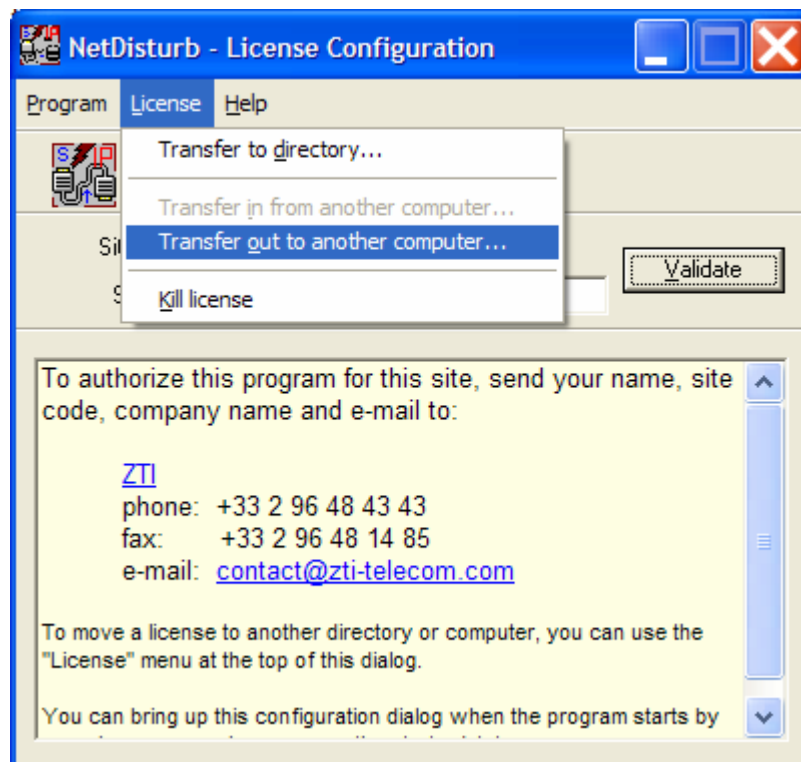 NetDisturb - License Configuration
Program License Help
Transfer to directory...
Transfer in from another computer...
Transfer out to another computer...
Kill license
Validate
To authorize this program for this site, send your name, site
code, company name and e-mail to:
ZTI
phone: +33 2 96 48 43 43
fax: +33 2 96 48 14 85
e-mail: contact@zti-telecom.com
To move a license to another directory or computer, you can use the
"License" menu at the top of this dialog.
You can bring up this configuration dialog when the program starts by